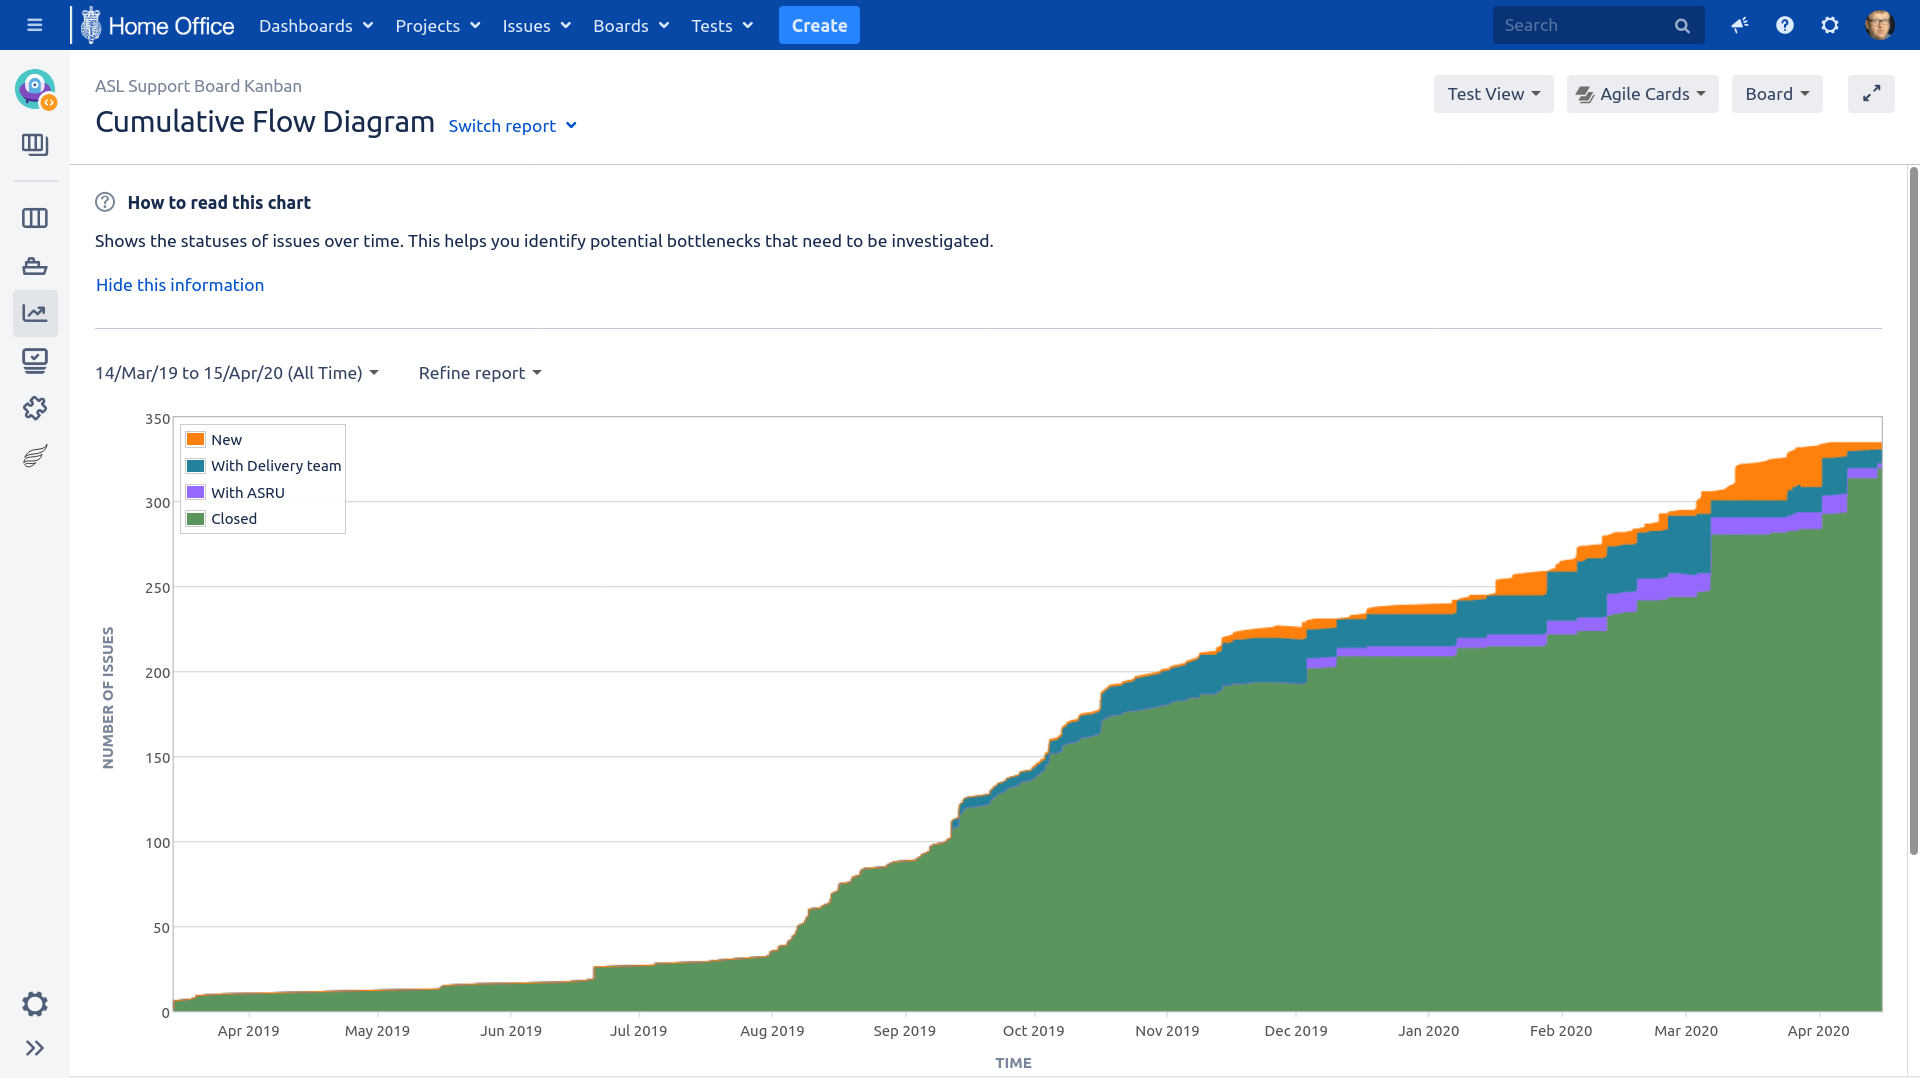 Home Office Dashboards Projects Issues Boards Tests Create Search
ASL Support Board Kanban
Cumulative Flow Diagram Switch report
Test View Agile Cards Board
How to read this chart
Shows the statuses of issues over time. This helps you identify potential bottlenecks that need to be investigated.
Hide this information
14/Mar/19 to 15/Apr/20 (All Time) Refine report
New
With Delivery team
With ASRU
Closed
NUMBER OF ISSUES
350
300
250
200
150
100
50
0
Apr 2019 May 2019 Jun 2019 Jul 2019 Aug 2019 Sep 2019 Oct 2019 Nov 2019 Dec 2019 Jan 2020 Feb 2020 Mar 2020 Apr 2020
TIME